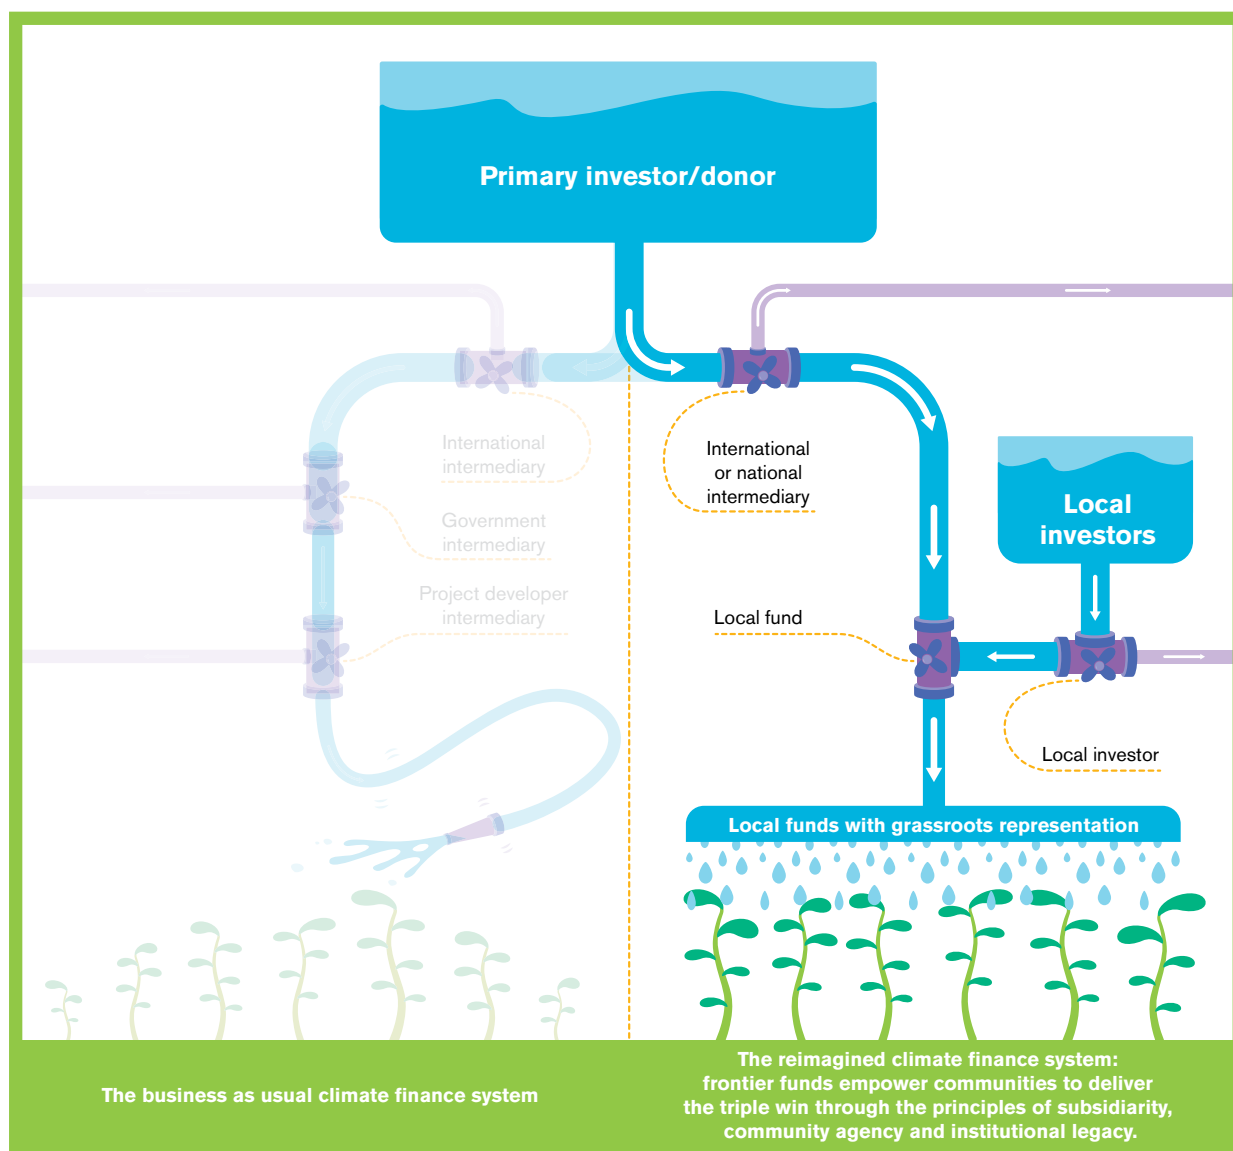 Primary investor/donor
International
intermediary
Government
intermediary
Project developer
intermediary
International
or national
intermediary
Local
investors
Local fund
Local investor
Local funds with grassroots representation
The business as usual climate finance system
The reimagined climate finance system:
frontier funds empower communities to deliver
the triple win through the principles of subsidiarity,
community agency and institutional legacy.